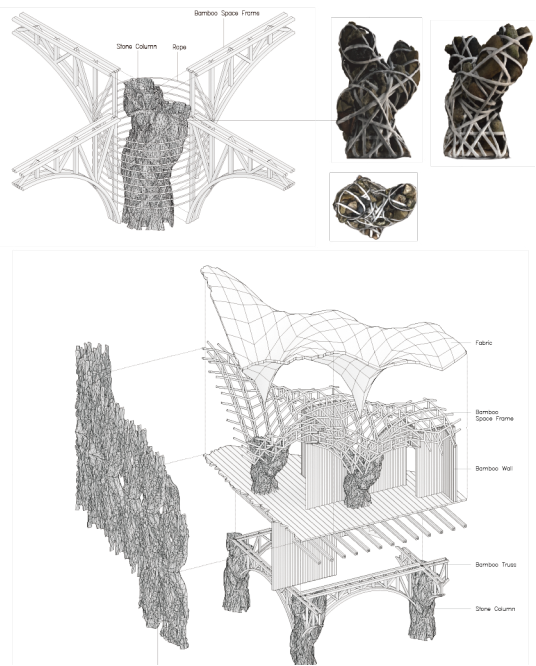 Bamboo Space Frame
Stone Column
Rope
Fabric
Bamboo
Space Frame
Bamboo Wall
Bamboo Truss
Stone Column